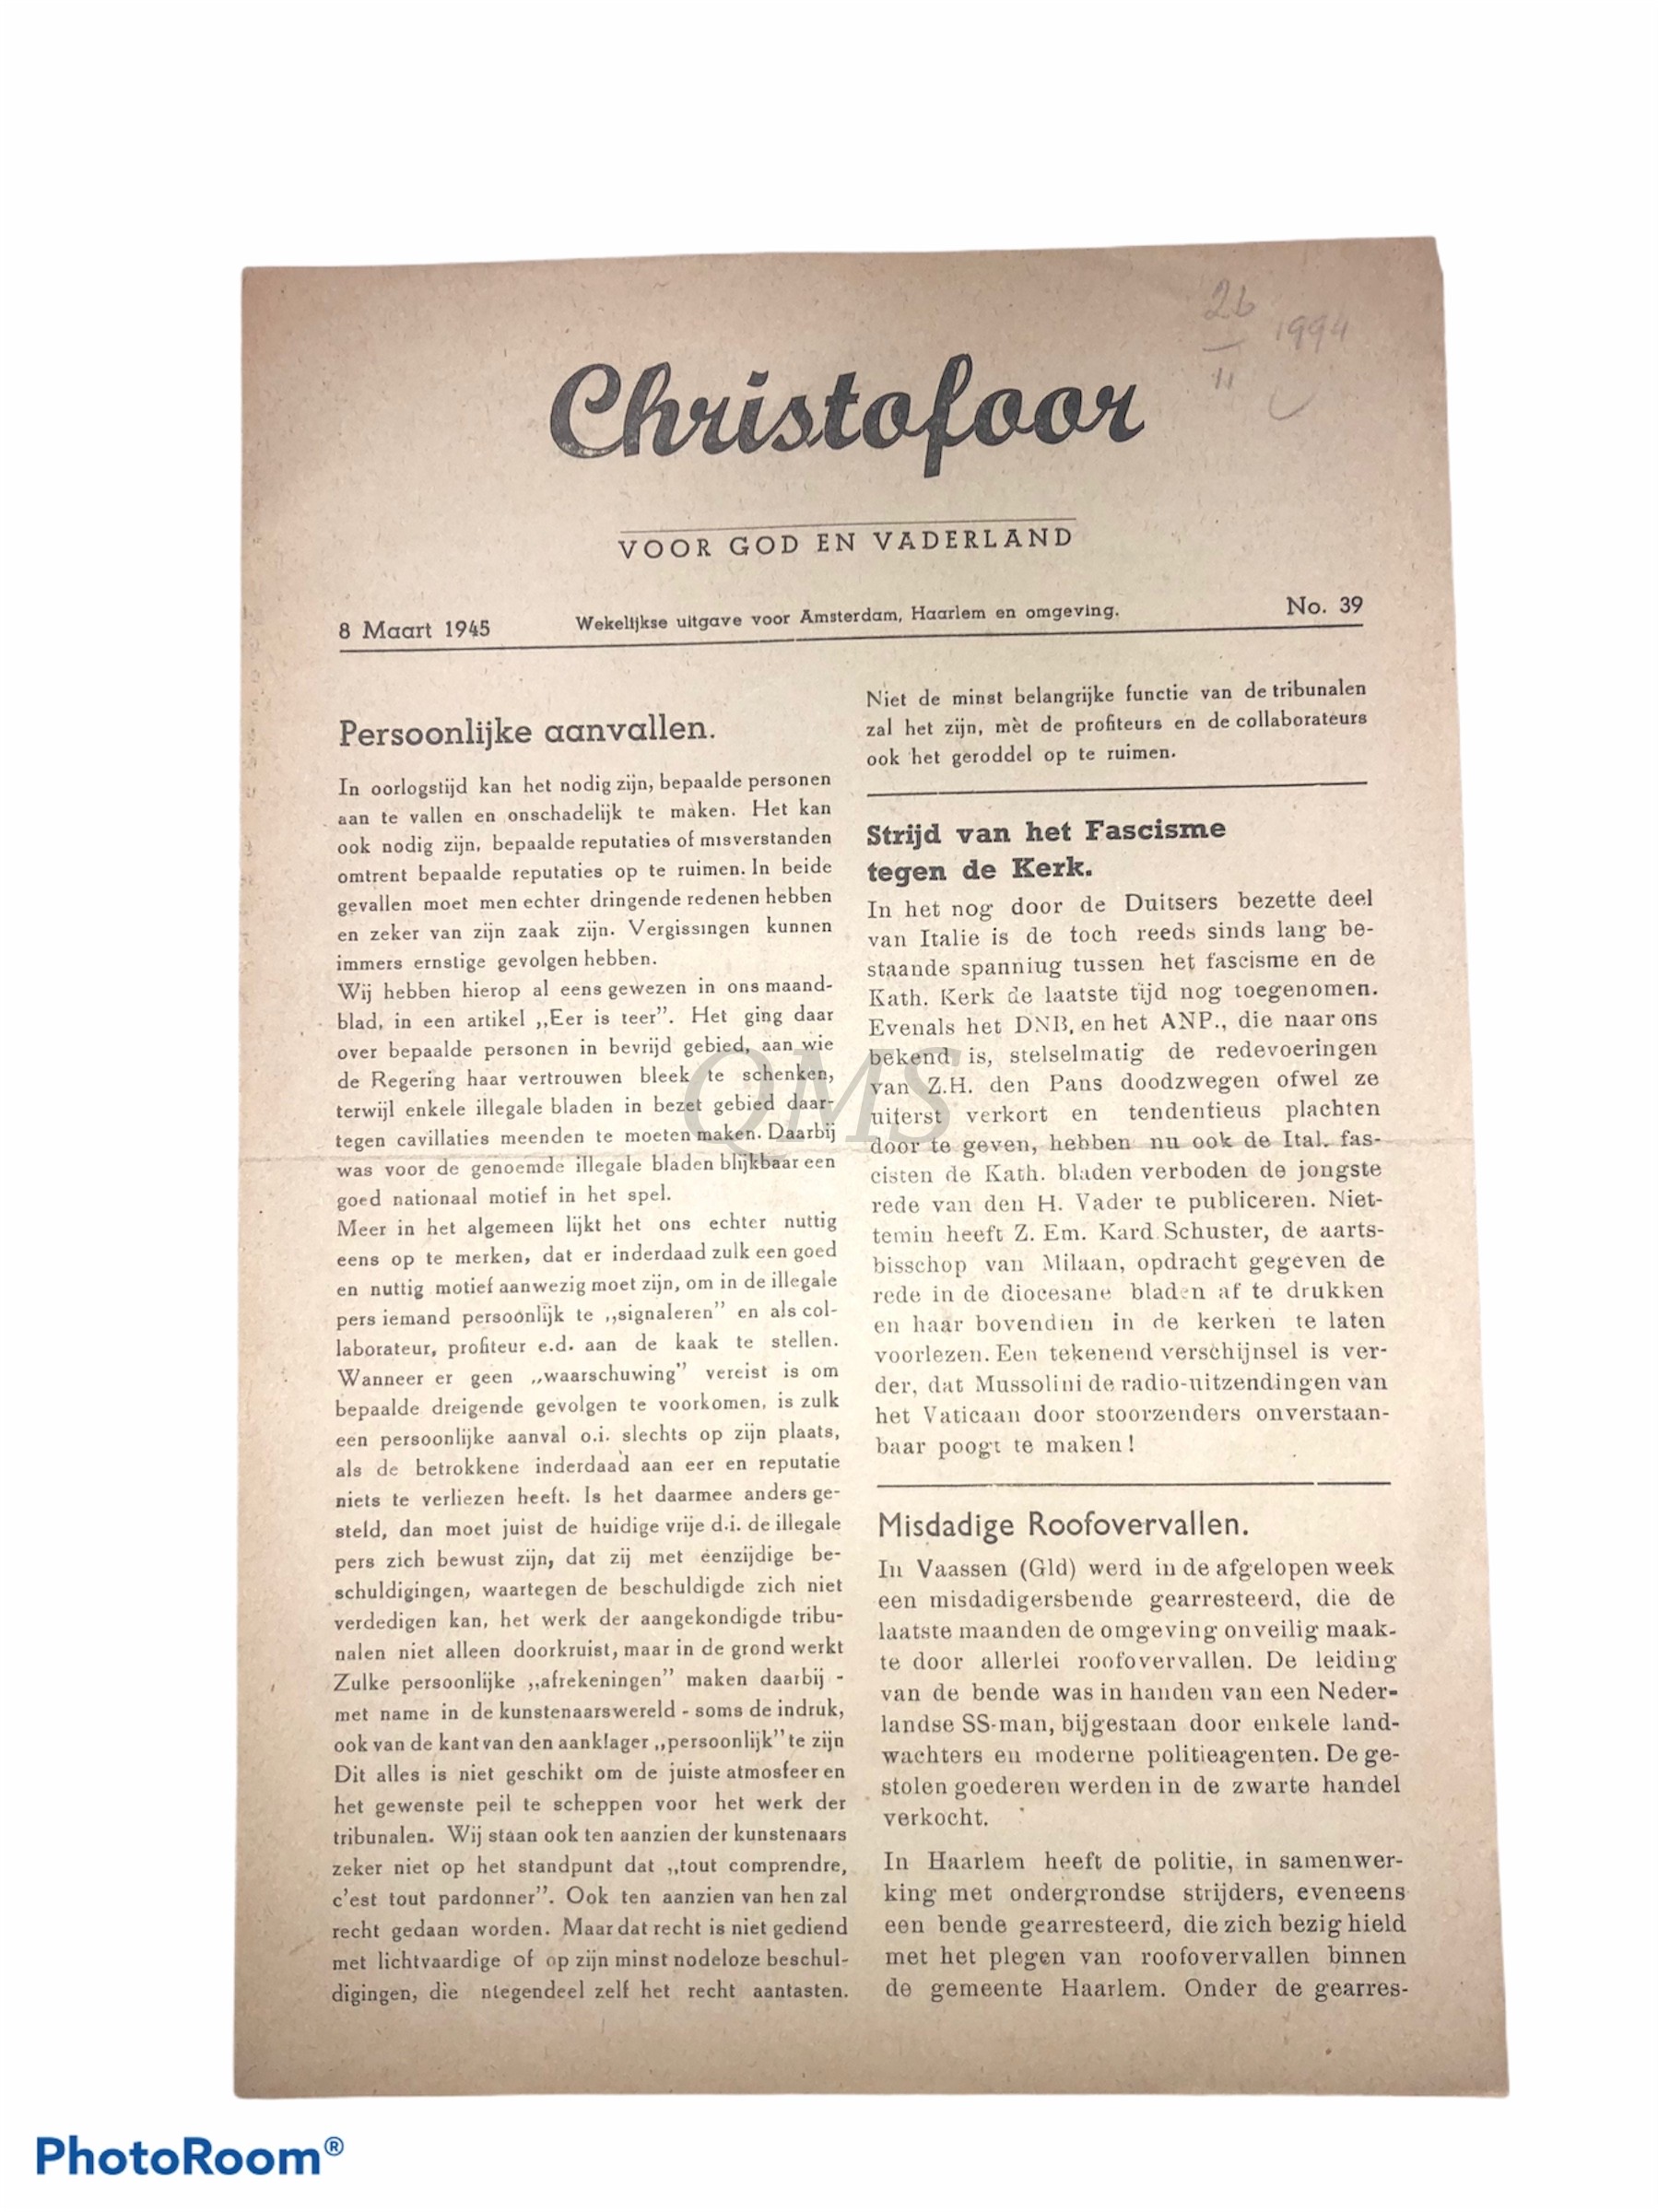 26
11
1994
Christofoor
VOOR GOD EN VADERLAND
8 Maart 1945
Wekelijkse uitgave voor Amsterdam, Haarlem en omgeving.
No. 39
Persoonlijke aanvallen.
In oorlogstijd kan het nodig zijn, bepaalde personen
aan te vallen en onschadelijk te maken. Het kan
ook nodig zijn, bepaalde reputaties of misverstanden
omtrent bepaalde reputaties op te ruimen. In beide
gevallen moet men echter dringende redenen hebben
en zeker van zijn zaak zijn. Vergissingen kunnen
immers ernstige gevolgen hebben.
Wij hebben hierop al eens gewezen in ons maand-
blad, in een artikel „Eer is teer”. Het ging daar
over bepaalde personen in bevrijd gebied, aan wie
de Regering haar vertrouwen bleek te schenken,
terwijl enkele illegale bladen in bezet gebied daar-
tegen cavillaties meenden te moeten maken. Daarbij
was voor de genoemde illegale bladen blijkbaar een
goed nationaal motief in het spel.
Meer in het algemeen lijkt het ons echter nuttig
eens op te merken, dat er inderdaad zulk een goed
en nuttig motief aanwezig moet zijn, om in de illegale
pers iemand persoonlijk te „signaleren” en als col-
laborateur, profiteur e.d. aan de kaak te stellen.
Wanneer er geen „waarschuwing” vereist is om
bepaalde dreigende gevolgen te voorkomen, is zulk
een persoonlijke aanval o.i. slechts op zijn plaats,
als de betrokkene inderdaad aan eer en reputatie
niets te verliezen heeft. Is het daarmee anders ge-
steld, dan moet juist de huidige vrije d.i. de illegale
pers zich bewust zijn, dat zij met eenzijdige be-
schuldigingen, waartegen de beschuldigde zich niet
verdedigen kan, het werk der aangekondigde tribu-
nalen niet alleen doorkruist, maar in de grond werkt
Zulke persoonlijke „afrekeningen” maken daarbij -
met name in de kunstenaarswereld - soms de indruk,
ook van de kant van den aanklager „persoonlijk” te zijn
Dit alles is niet geschikt om de juiste atmosfeer en
het gewenste peil te scheppen voor het werk der
tribunalen. Wij staan ook ten aanzien der kunstenaars
zeker niet op het standpunt dat „tout comprendre,
c'est tout pardonner”. Ook ten aanzien van hen zal
recht gedaan worden. Maar dat recht is niet gediend
met lichtvaardige of op zijn minst nodeloze beschul-
digingen, die ntegendeel zelf het recht aantasten.
Niet de minst belangrijke functie van de tribunalen
zal het zijn, mèt de profiteurs en de collaborateurs
ook het geroddel op te ruimen.
Strijd van het Fascisme
tegen de Kerk.
In het nog door de Duitsers bezette deel
van Italie is de toch reeds sinds lang be-
staande spanniug tussen het fascisme en de
Kath. Kerk de laatste tijd nog toegenomen.
Evenals het DNB, en het ANP., die naar ons
bekend is, stelselmatig de redevoeringen
van Z.H. den Pans doodzwegen ofwel ze
uiterst verkort en tendentieus plachten
door te geven, hebben nu ook de Ital. fas-
cisten de Kath. bladen verboden de jongste
rede van den H. Vader te publiceren. Niet-
temin heeft Z. Em. Kard. Schuster, de aarts-
bisschop van Milaan, opdracht gegeven de
rede in de diocesane bladen af te drukken
en haar bovendien in de kerken te laten
voorlezen. Een tekenend verschijnsel is ver-
der, dat Mussolini de radio-uitzendingen van
het Vaticaan door stoorzenders onverstaan-
baar poogt te maken!
Misdadige Roofovervallen.
In Vaassen (Gld) werd in de afgelopen week
een misdadigersbende gearresteerd, die de
laatste maanden de omgeving onveilig maak-
te door allerlei roofovervallen. De leiding
van de bende was in handen van een Neder-
landse SS-man, bijgestaan door enkele land-
wachters en moderne politieagenten. De ge-
stolen goederen werden in de zwarte handel
verkocht.
In Haarlem heeft de politie, in samenwer-
king met ondergrondse strijders, eveneens
een bende gearresteerd, die zich bezig hield
met het plegen van roofovervallen binnen
de gemeente Haarlem. Onder de gearres-
QMS
PhotoRoom®